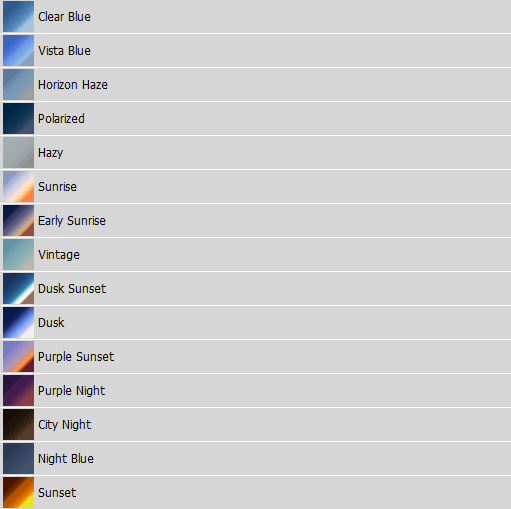 Clear Blue
Vista Blue
Horizon Haze
Polarized
Hazy
Sunrise
Early Sunrise
Vintage
Dusk Sunset
Dusk
Purple Sunset
Purple Night
City Night
Night Blue
Sunset